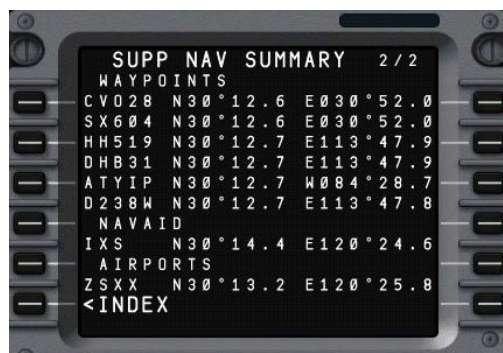 SUPP NAV SUMMARY 2/2
WAYPOINTS
CVO28 N30°12.6 E030°52.0
SX604 N30°12.6 E030°52.0
HH519 N30°12.7 E113°47.9
DHB31 N30°12.7 E113°47.9
ATYIP N30°12.7 W084°28.7
D238W N30°12.7 E113°47.8
NAVAID
IXS N30°14.4 E120°24.6
AIRPORTS
ZSXX N30°13.2 E120°25.8
<INDEX